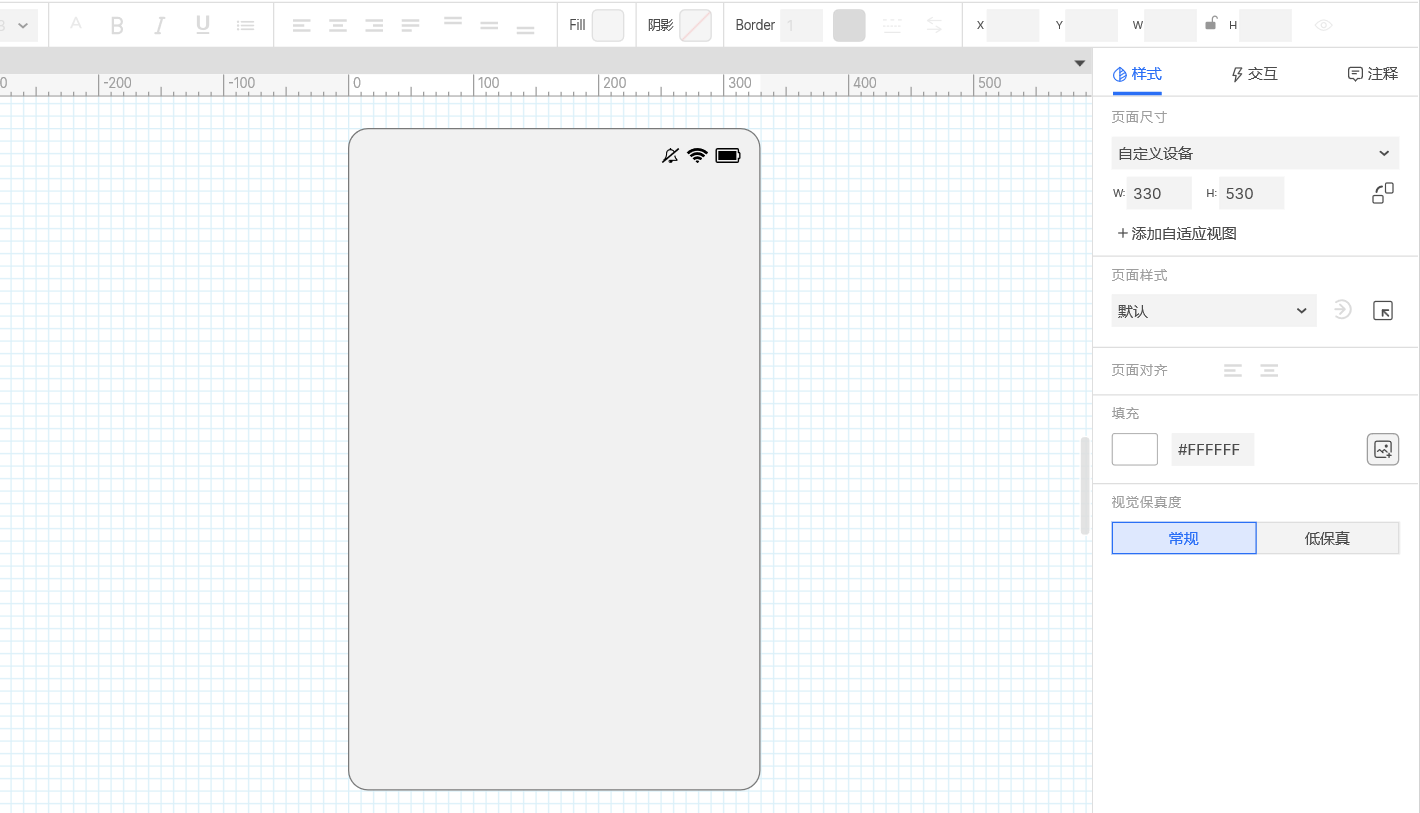 B I U Fill 阴影 Border 1 X Y W H
0 -200 -100 0 100 200 300 400 500
样式 交互 注释
页面尺寸
自定义设备
W: 330 H: 530
+ 添加自适应视图
页面样式
默认
页面对齐
填充
#FFFFFF
视觉保真度
常规 低保真